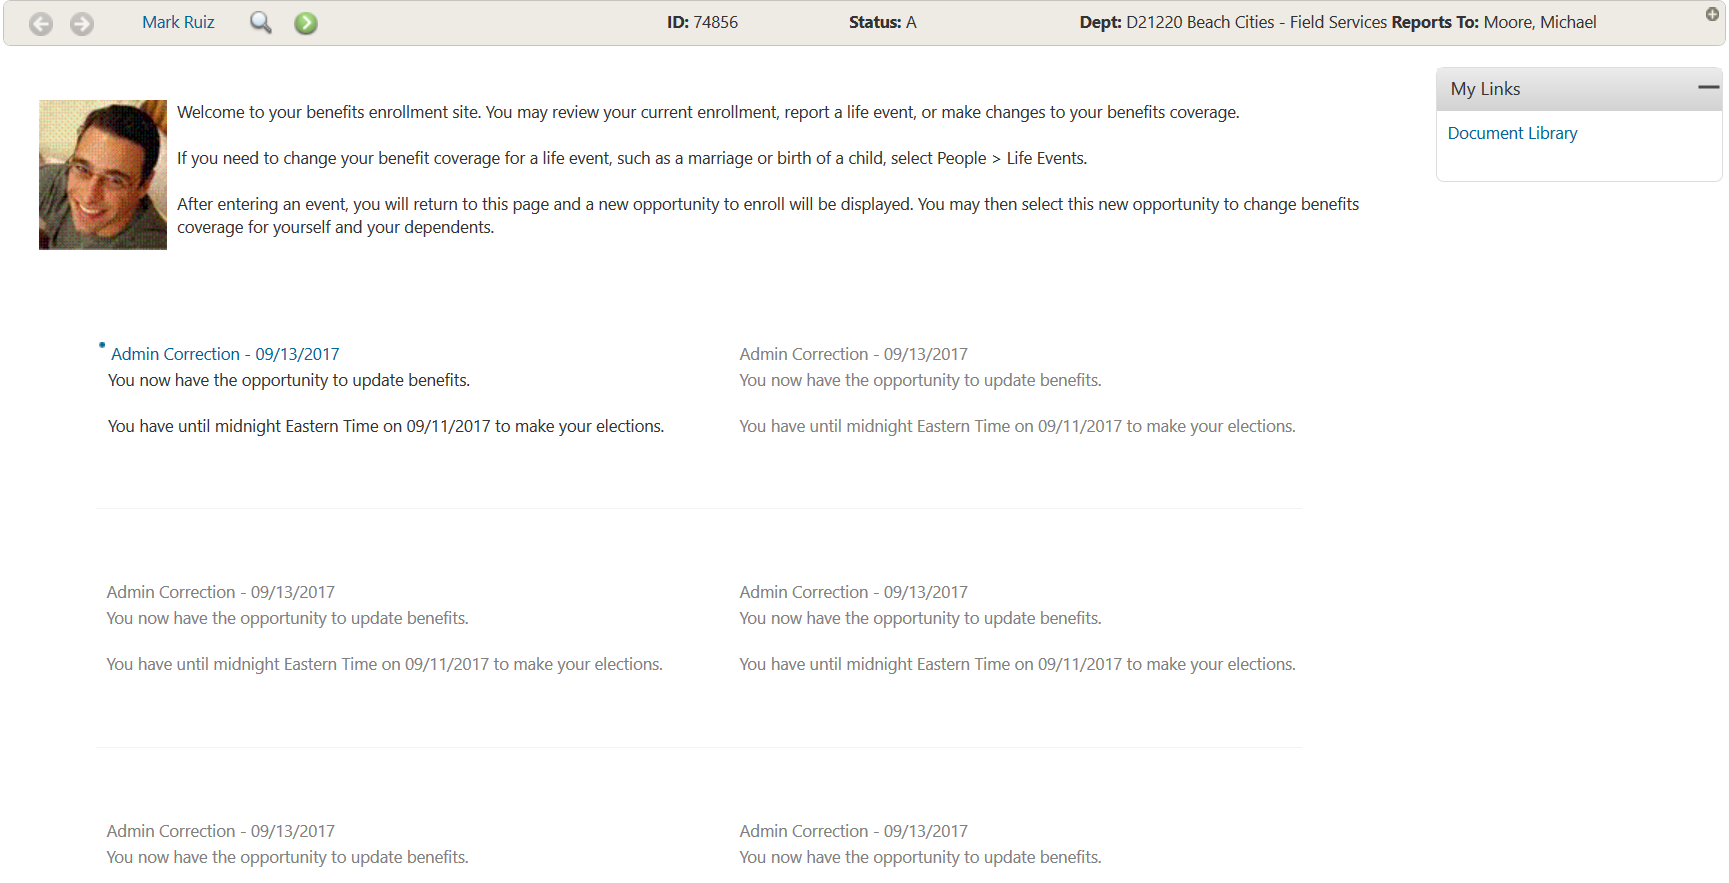 Mark Ruiz ID: 74856 Status: A Dept: D21220 Beach Cities - Field Services Reports To: Moore, Michael
My Links
Document Library
Welcome to your benefits enrollment site. You may review your current enrollment, report a life event, or make changes to your benefits coverage.
If you need to change your benefit coverage for a life event, such as a marriage or birth of a child, select People > Life Events.
After entering an event, you will return to this page and a new opportunity to enroll will be displayed. You may then select this new opportunity to change benefits
coverage for yourself and your dependents.
Admin Correction - 09/13/2017
You now have the opportunity to update benefits.
You have until midnight Eastern Time on 09/11/2017 to make your elections.
Admin Correction - 09/13/2017
You now have the opportunity to update benefits.
You have until midnight Eastern Time on 09/11/2017 to make your elections.
Admin Correction - 09/13/2017
You now have the opportunity to update benefits.
You have until midnight Eastern Time on 09/11/2017 to make your elections.
Admin Correction - 09/13/2017
You now have the opportunity to update benefits.
You have until midnight Eastern Time on 09/11/2017 to make your elections.
Admin Correction - 09/13/2017
You now have the opportunity to update benefits.
Admin Correction - 09/13/2017
You now have the opportunity to update benefits.